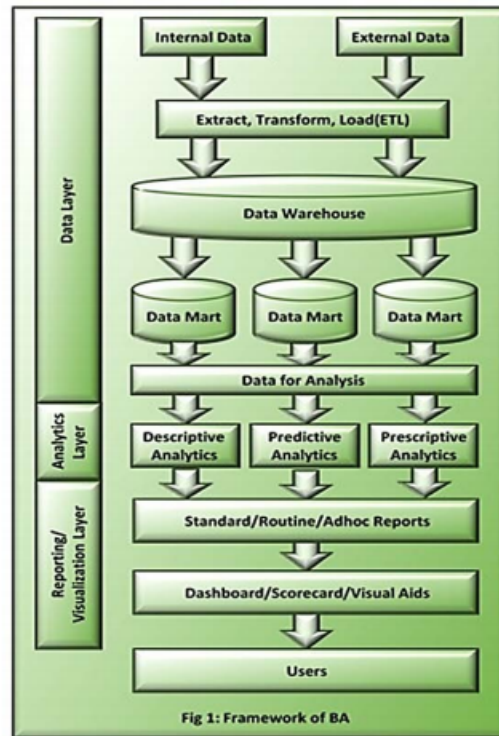 Internal Data
External Data
Extract, Transform, Load(ETL)
Data Layer
Data Warehouse
Data Mart
Data Mart
Data Mart
Data for Analysis
Analytics Layer
Descriptive
Analytics
Predictive
Analytics
Prescriptive
Analytics
Reporting/
Visualization Layer
Standard/Routine/Adhoc Reports
Dashboard/Scorecard/Visual Aids
Users
Fig 1: Framework of BA